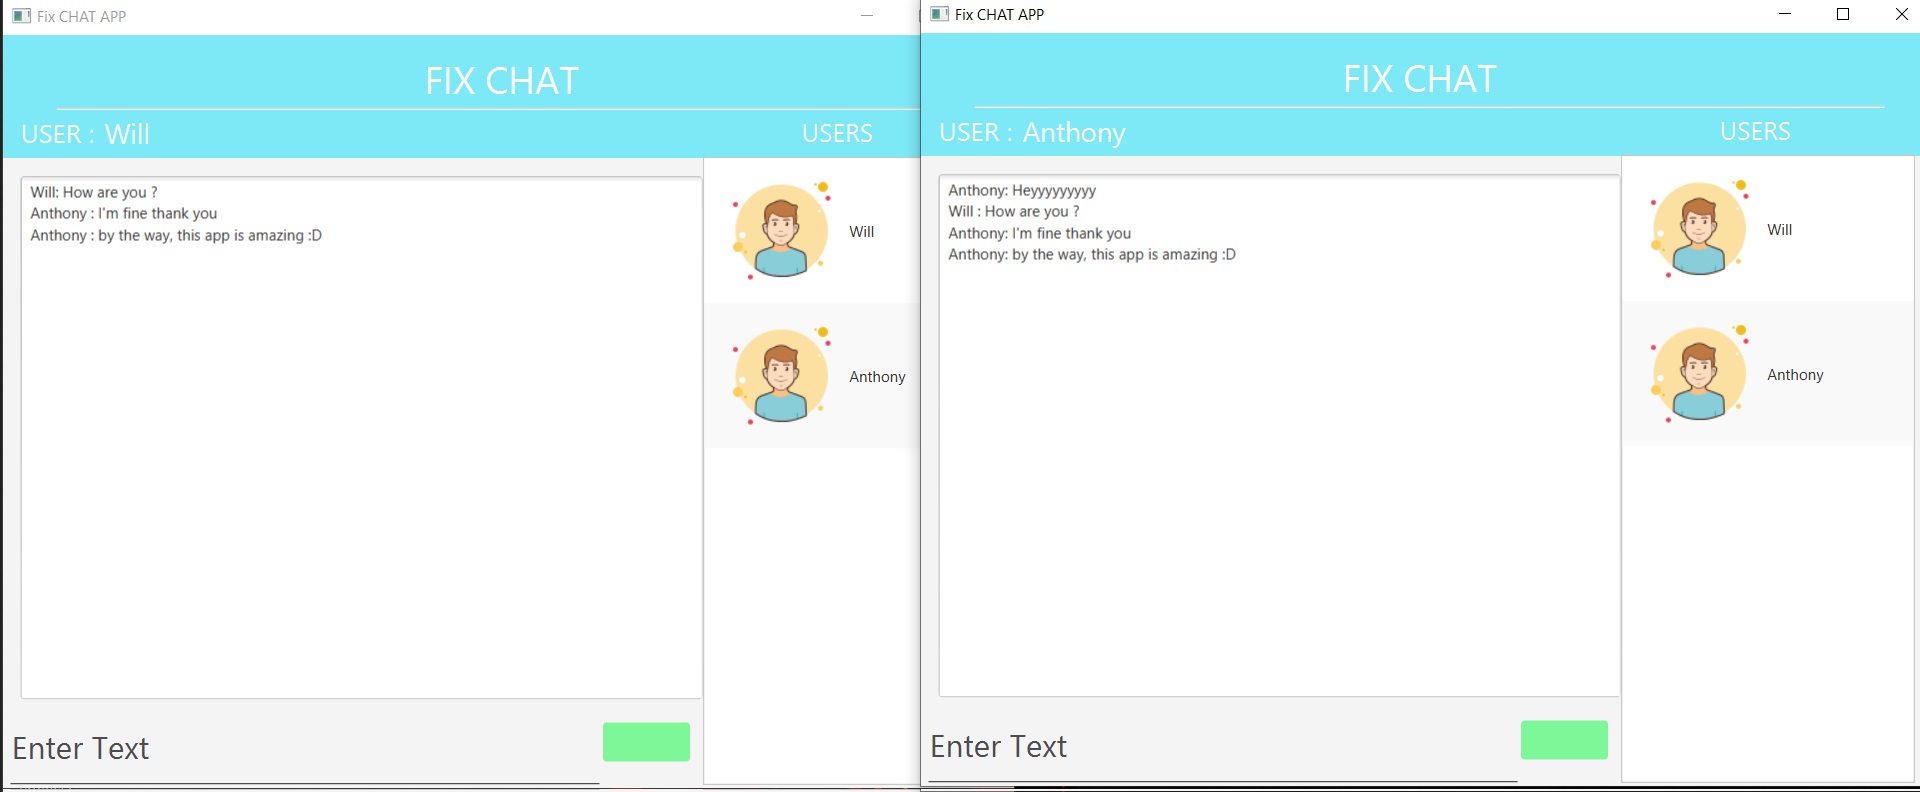 Fix CHAT APP
FIX CHAT
USER : Will
USERS
Will: How are you ?
Anthony : I'm fine thank you
Anthony : by the way, this app is amazing :D
Will
Anthony
Enter Text
Fix CHAT APP
FIX CHAT
USER : Anthony
USERS
Anthony: Heyyyyyyyyy
Will : How are you ?
Anthony: I'm fine thank you
Anthony: by the way, this app is amazing :D
Will
Anthony
Enter Text